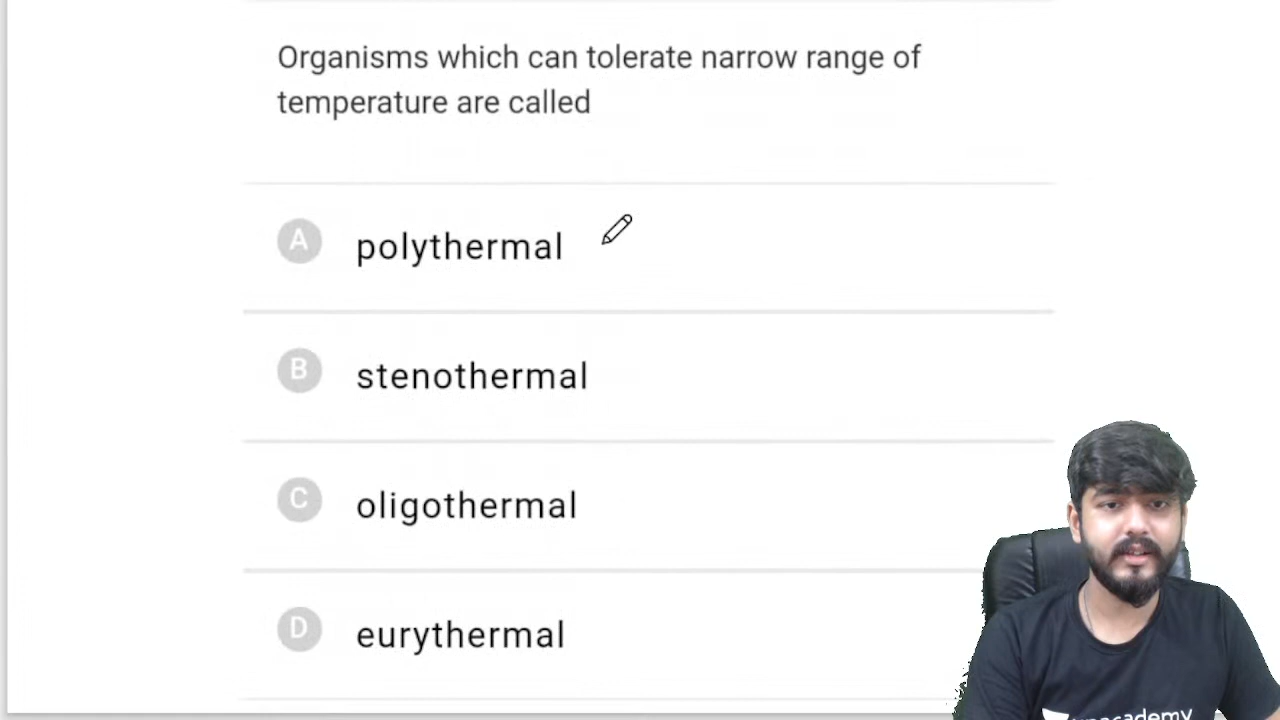 Organisms which can tolerate narrow range of
temperature are called
A polythermal
B stenothermal
C oligothermal
D eurythermal